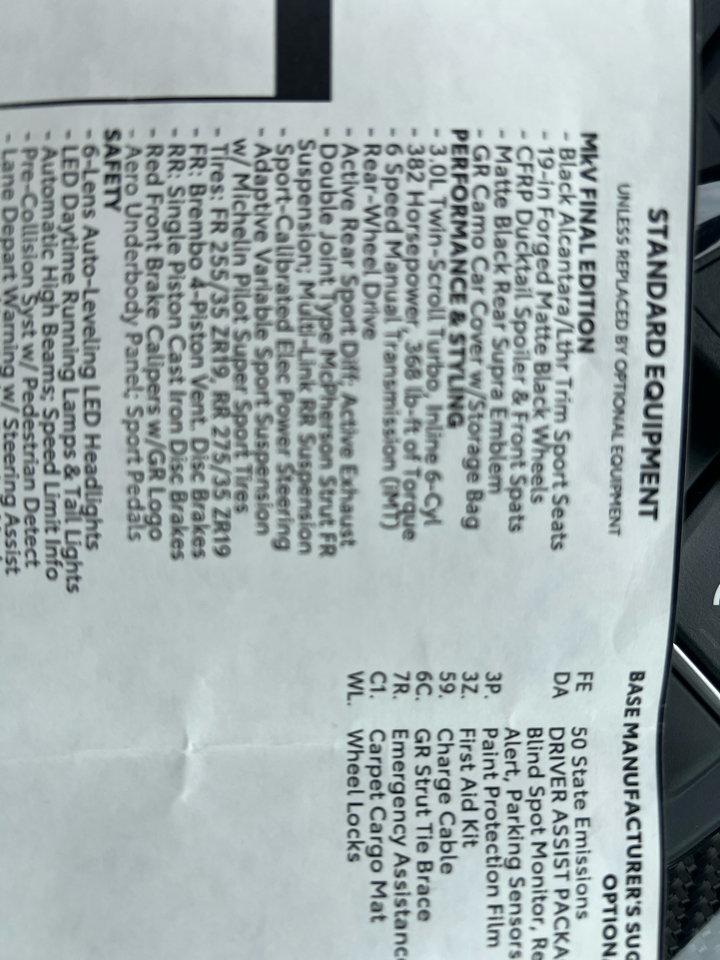 STANDARD EQUIPMENT
UNLESS REPLACED BY OPTIONAL EQUIPMENT
MkV FINAL EDITION
- Black Alcantara/Lthr Trim Sport Seats
- 19-in Forged Matte Black Wheels
- CFRP Ducktail Spoiler & Front Spats
- Matte Black Rear Supra Emblem
- GR Camo Car Cover w/Storage Bag
PERFORMANCE & STYLING
- 3.0L Twin-Scroll Turbo, Inline 6-Cyl
- 382 Horsepower, 368 lb-ft of Torque
- 6 Speed Manual Transmission (iMT)
- Rear-Wheel Drive
- Active Rear Sport Diff; Active Exhaust
- Double Joint Type McPherson Strut FR
Suspension; Multi-Link RR Suspension
- Sport-Calibrated Elec Power Steering
- Adaptive Variable Sport Suspension
- Tires: FR 255/35 ZR19, RR 275/35 ZR19
w/ Michelin Pilot Super Sport Tires
- FR: Brembo 4-Piston Vent. Disc Brakes
- RR: Single Piston Cast Iron Disc Brakes
- Red Front Brake Calipers w/GR Logo
- Aero Underbody Panel; Sport Pedals
SAFETY
- 6-Lens Auto-Leveling LED Headlights
- LED Daytime Running Lamps & Tail Lights
- Automatic High Beams; Speed Limit Info
- Pre-Collision Syst w/ Pedestrian Detect
- Lane Depart Warning w/ Steering Assist
BASE MANUFACTURER'S SUG
OPTION
FE 50 State Emissions
DA DRIVER ASSIST PACKA
Blind Spot Monitor, Re
Alert, Parking Sensors
3P. Paint Protection Film
3Z. First Aid Kit
59. Charge Cable
6C. GR Strut Tie Brace
7R. Emergency Assistanc
C1. Carpet Cargo Mat
WL. Wheel Locks